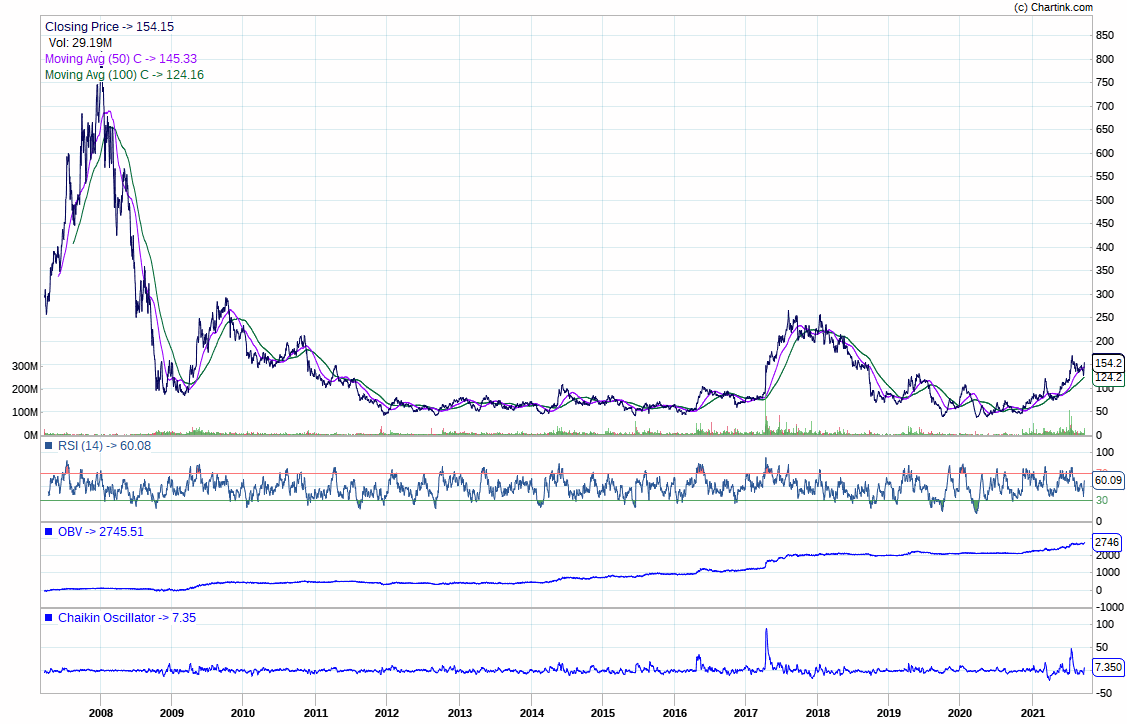 (c) Chartink.com
Closing Price -> 154.15
Vol: 29.19M
Moving Avg (50) C -> 145.33
Moving Avg (100) C -> 124.16
850
800
750
700
650
600
550
500
450
400
350
300
250
200
154.2
124.2
100
50
0
300M
200M
100M
0M
RSI (14) -> 60.08
100
70
60.09
30
0
OBV -> 2745.51
2746
2000
1000
0
-1000
Chaikin Oscillator -> 7.35
100
50
7.350
-50
2008 2009 2010 2011 2012 2013 2014 2015 2016 2017 2018 2019 2020 2021